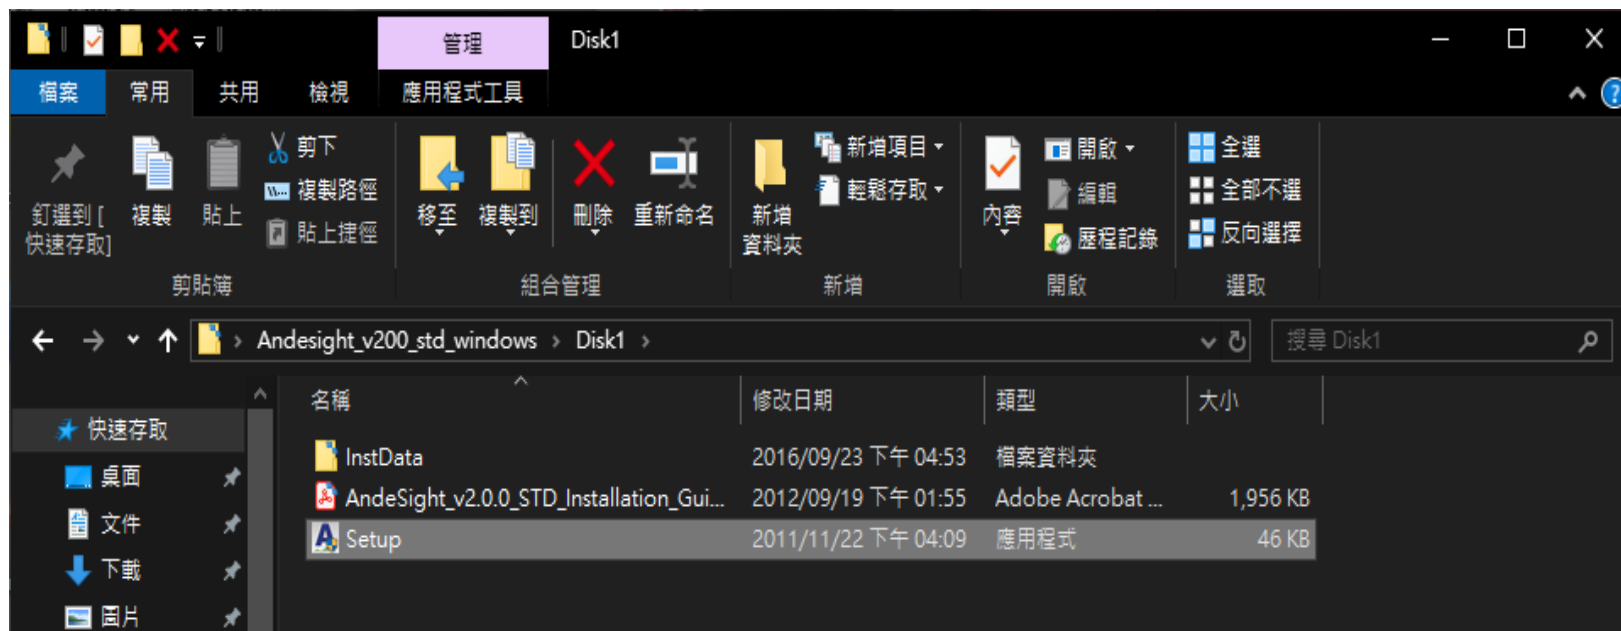 管理 Disk1
檔案 常用 共用 檢視 應用程式工具
釘選到 [
快速存取]
複製
貼上
剪下
複製路徑
貼上捷徑
剪貼簿
移至
複製到
刪除
重新命名
組合管理
新增
資料夾
新增項目
輕鬆存取
新增
內容
開啟
編輯
歷程記錄
開啟
全選
全部不選
反向選擇
選取
Andesight_v200_std_windows › Disk1 ›
搜尋 Disk1
名稱 修改日期 類型 大小
快速存取
桌面
文件
下載
圖片
InstData 2016/09/23 下午 04:53 檔案資料夾
AndeSight_v2.0.0_STD_Installation_Gui... 2012/09/19 下午 01:55 Adobe Acrobat ... 1,956 KB
Setup 2011/11/22 下午 04:09 應用程式 46 KB